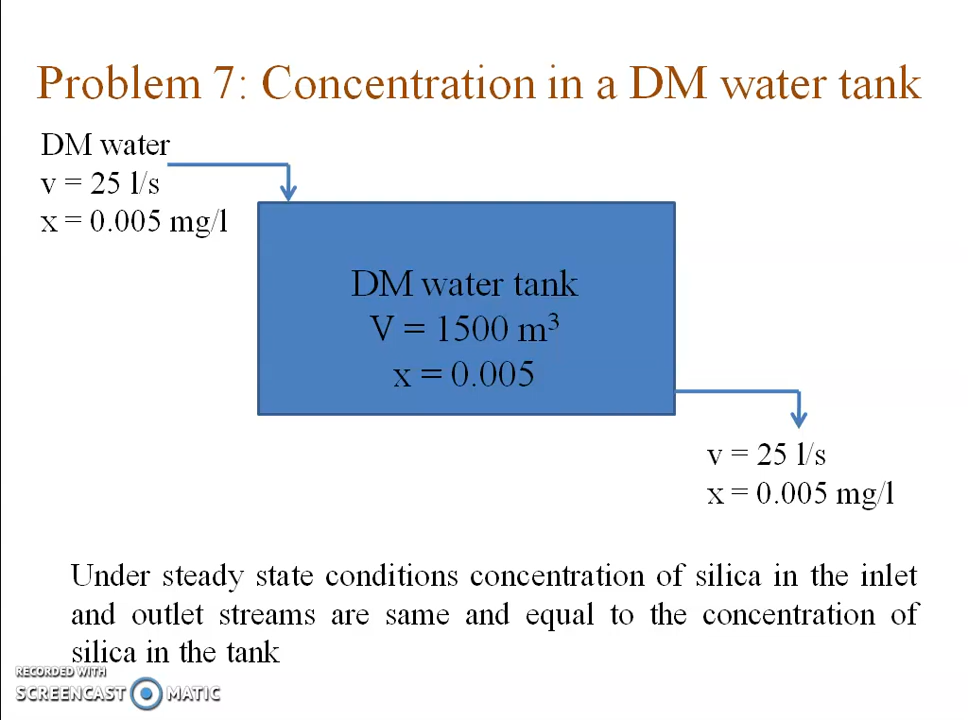 Problem 7: Concentration in a DM water tank
DM water
v = 25 l/s
x = 0.005 mg/l
DM water tank
V = 1500 m³
x = 0.005
v = 25 l/s
x = 0.005 mg/l
Under steady state conditions concentration of silica in the inlet
and outlet streams are same and equal to the concentration of
silica in the tank
RECORDED WITH
SCREENCAST MATIC